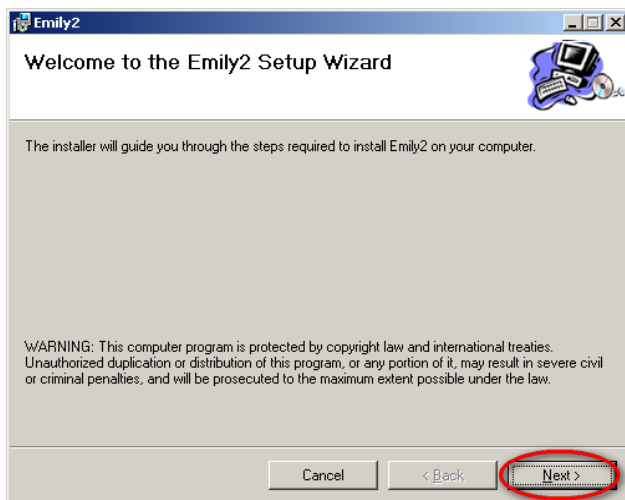 Emily2
Welcome to the Emily2 Setup Wizard
The installer will guide you through the steps required to install Emily2 on your computer.
WARNING: This computer program is protected by copyright law and international treaties.
Unauthorized duplication or distribution of this program, or any portion of it, may result in severe civil
or criminal penalties, and will be prosecuted to the maximum extent possible under the law.
Cancel < Back Next >